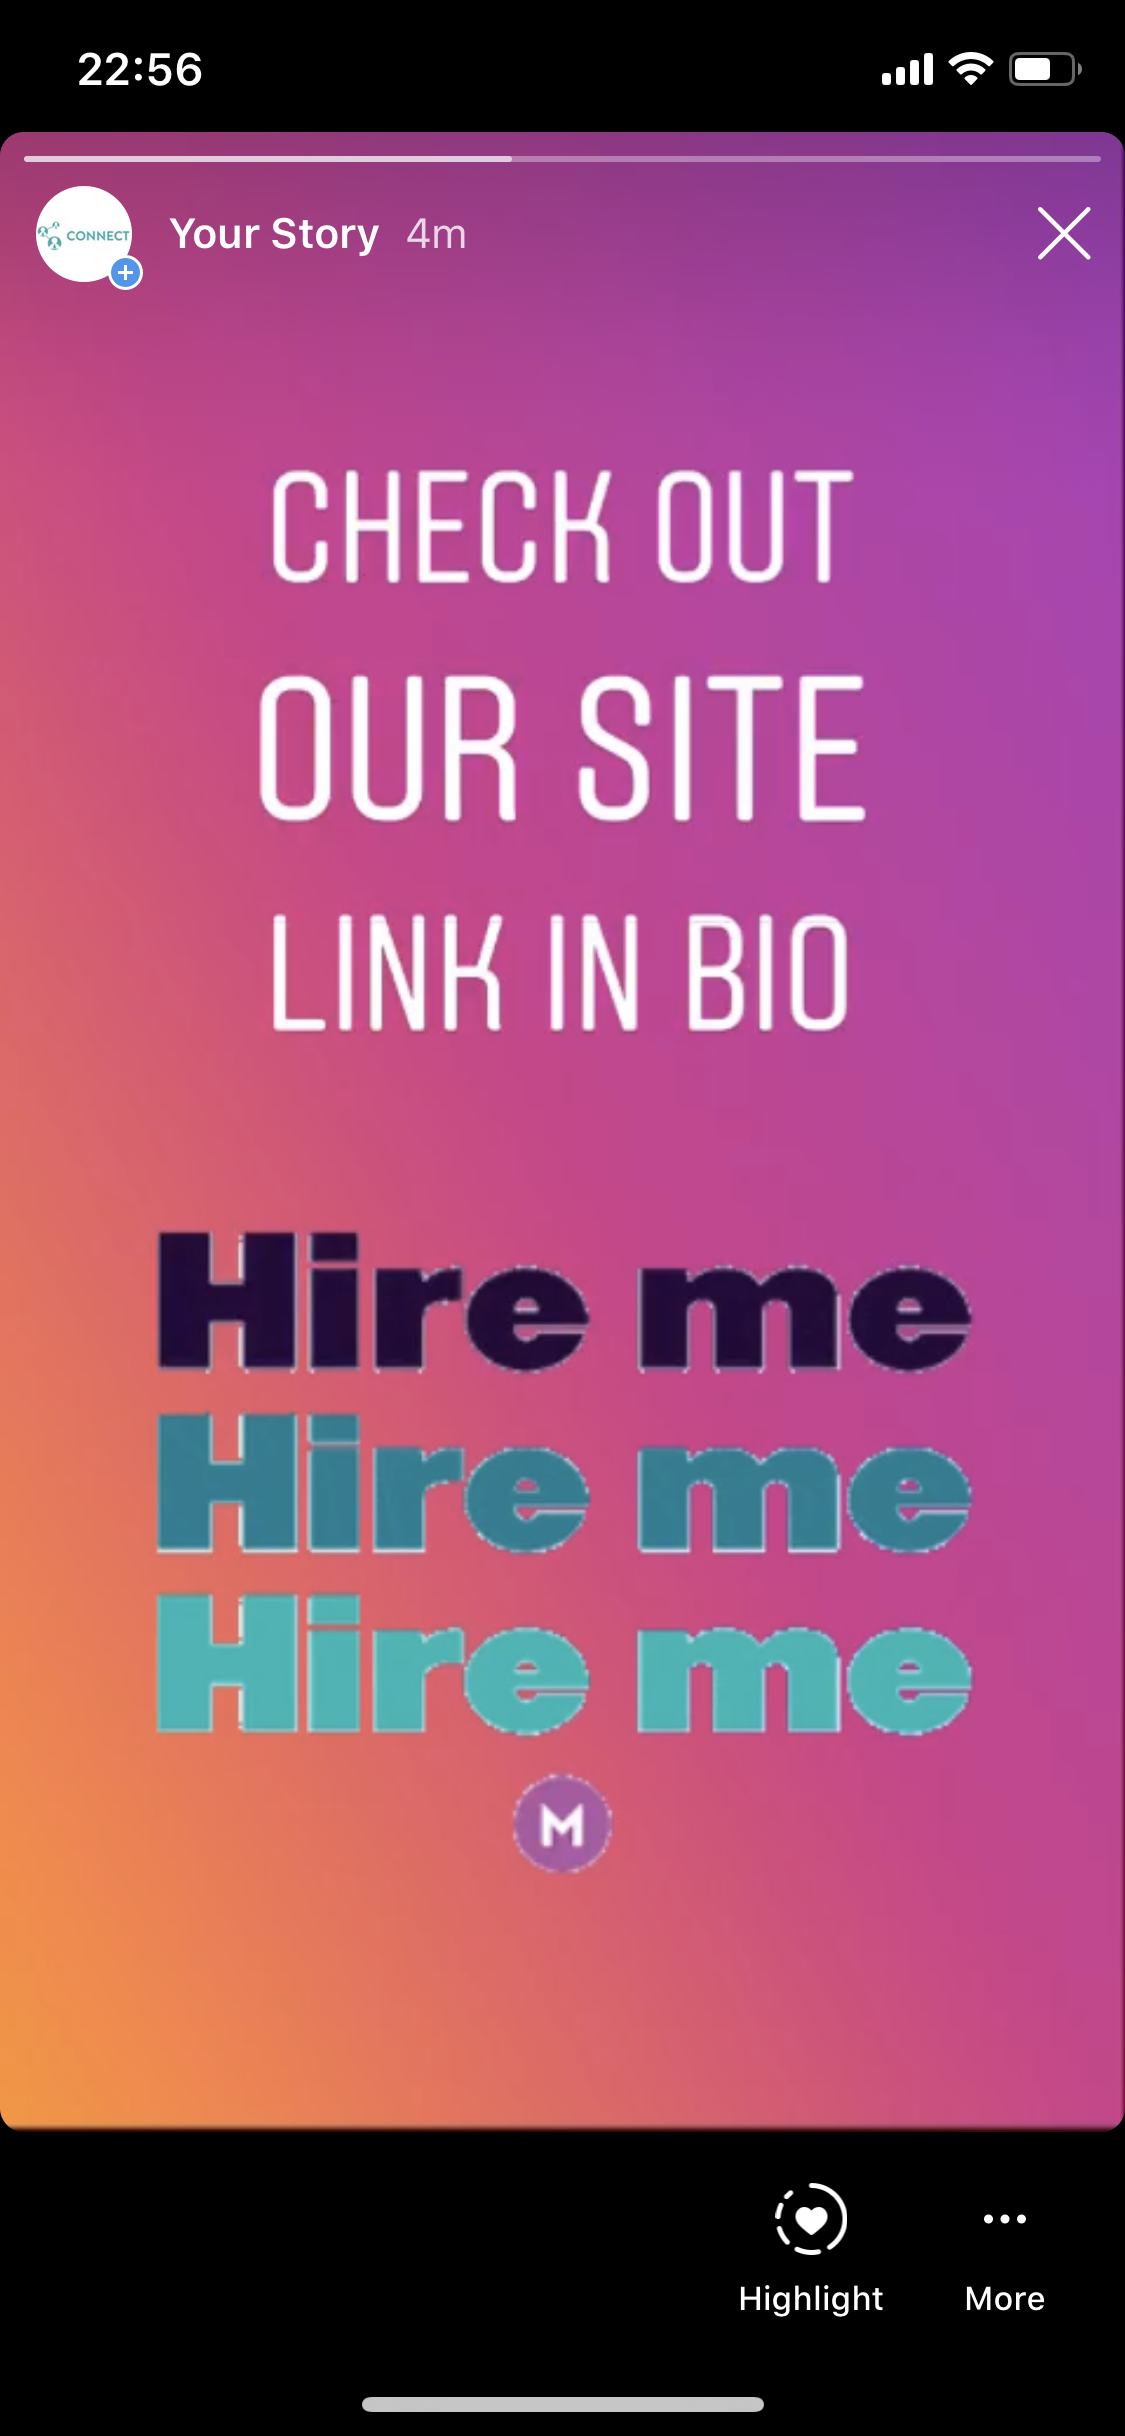 22:56
CONNECT
Your Story 4m
CHECK OUT
OUR SITE
LINK IN BIO
Hire me
Hire me
Hire me
M
Highlight
More